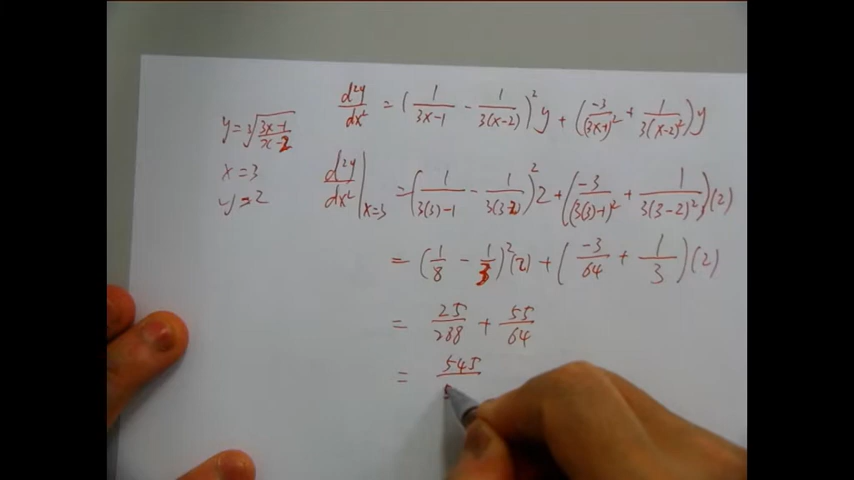 d²y/dx² = (1/(3x-1) - 1/(3(x-2)))² y + (-3/(3x-1)² + 1/(3(x-2)²)) y
y = ∛((3x-1)/(x-2))
x = 3
y = 2
d²y/dx² |x=3 = (1/(3(3)-1) - 1/(3(3-2)))² 2 + (-3/(3(3)-1)² + 1/(3(3-2)²)) (2)
= (1/8 - 1/3)² (2) + (-3/64 + 1/3) (2)
= 25/288 + 55/64
= 545/